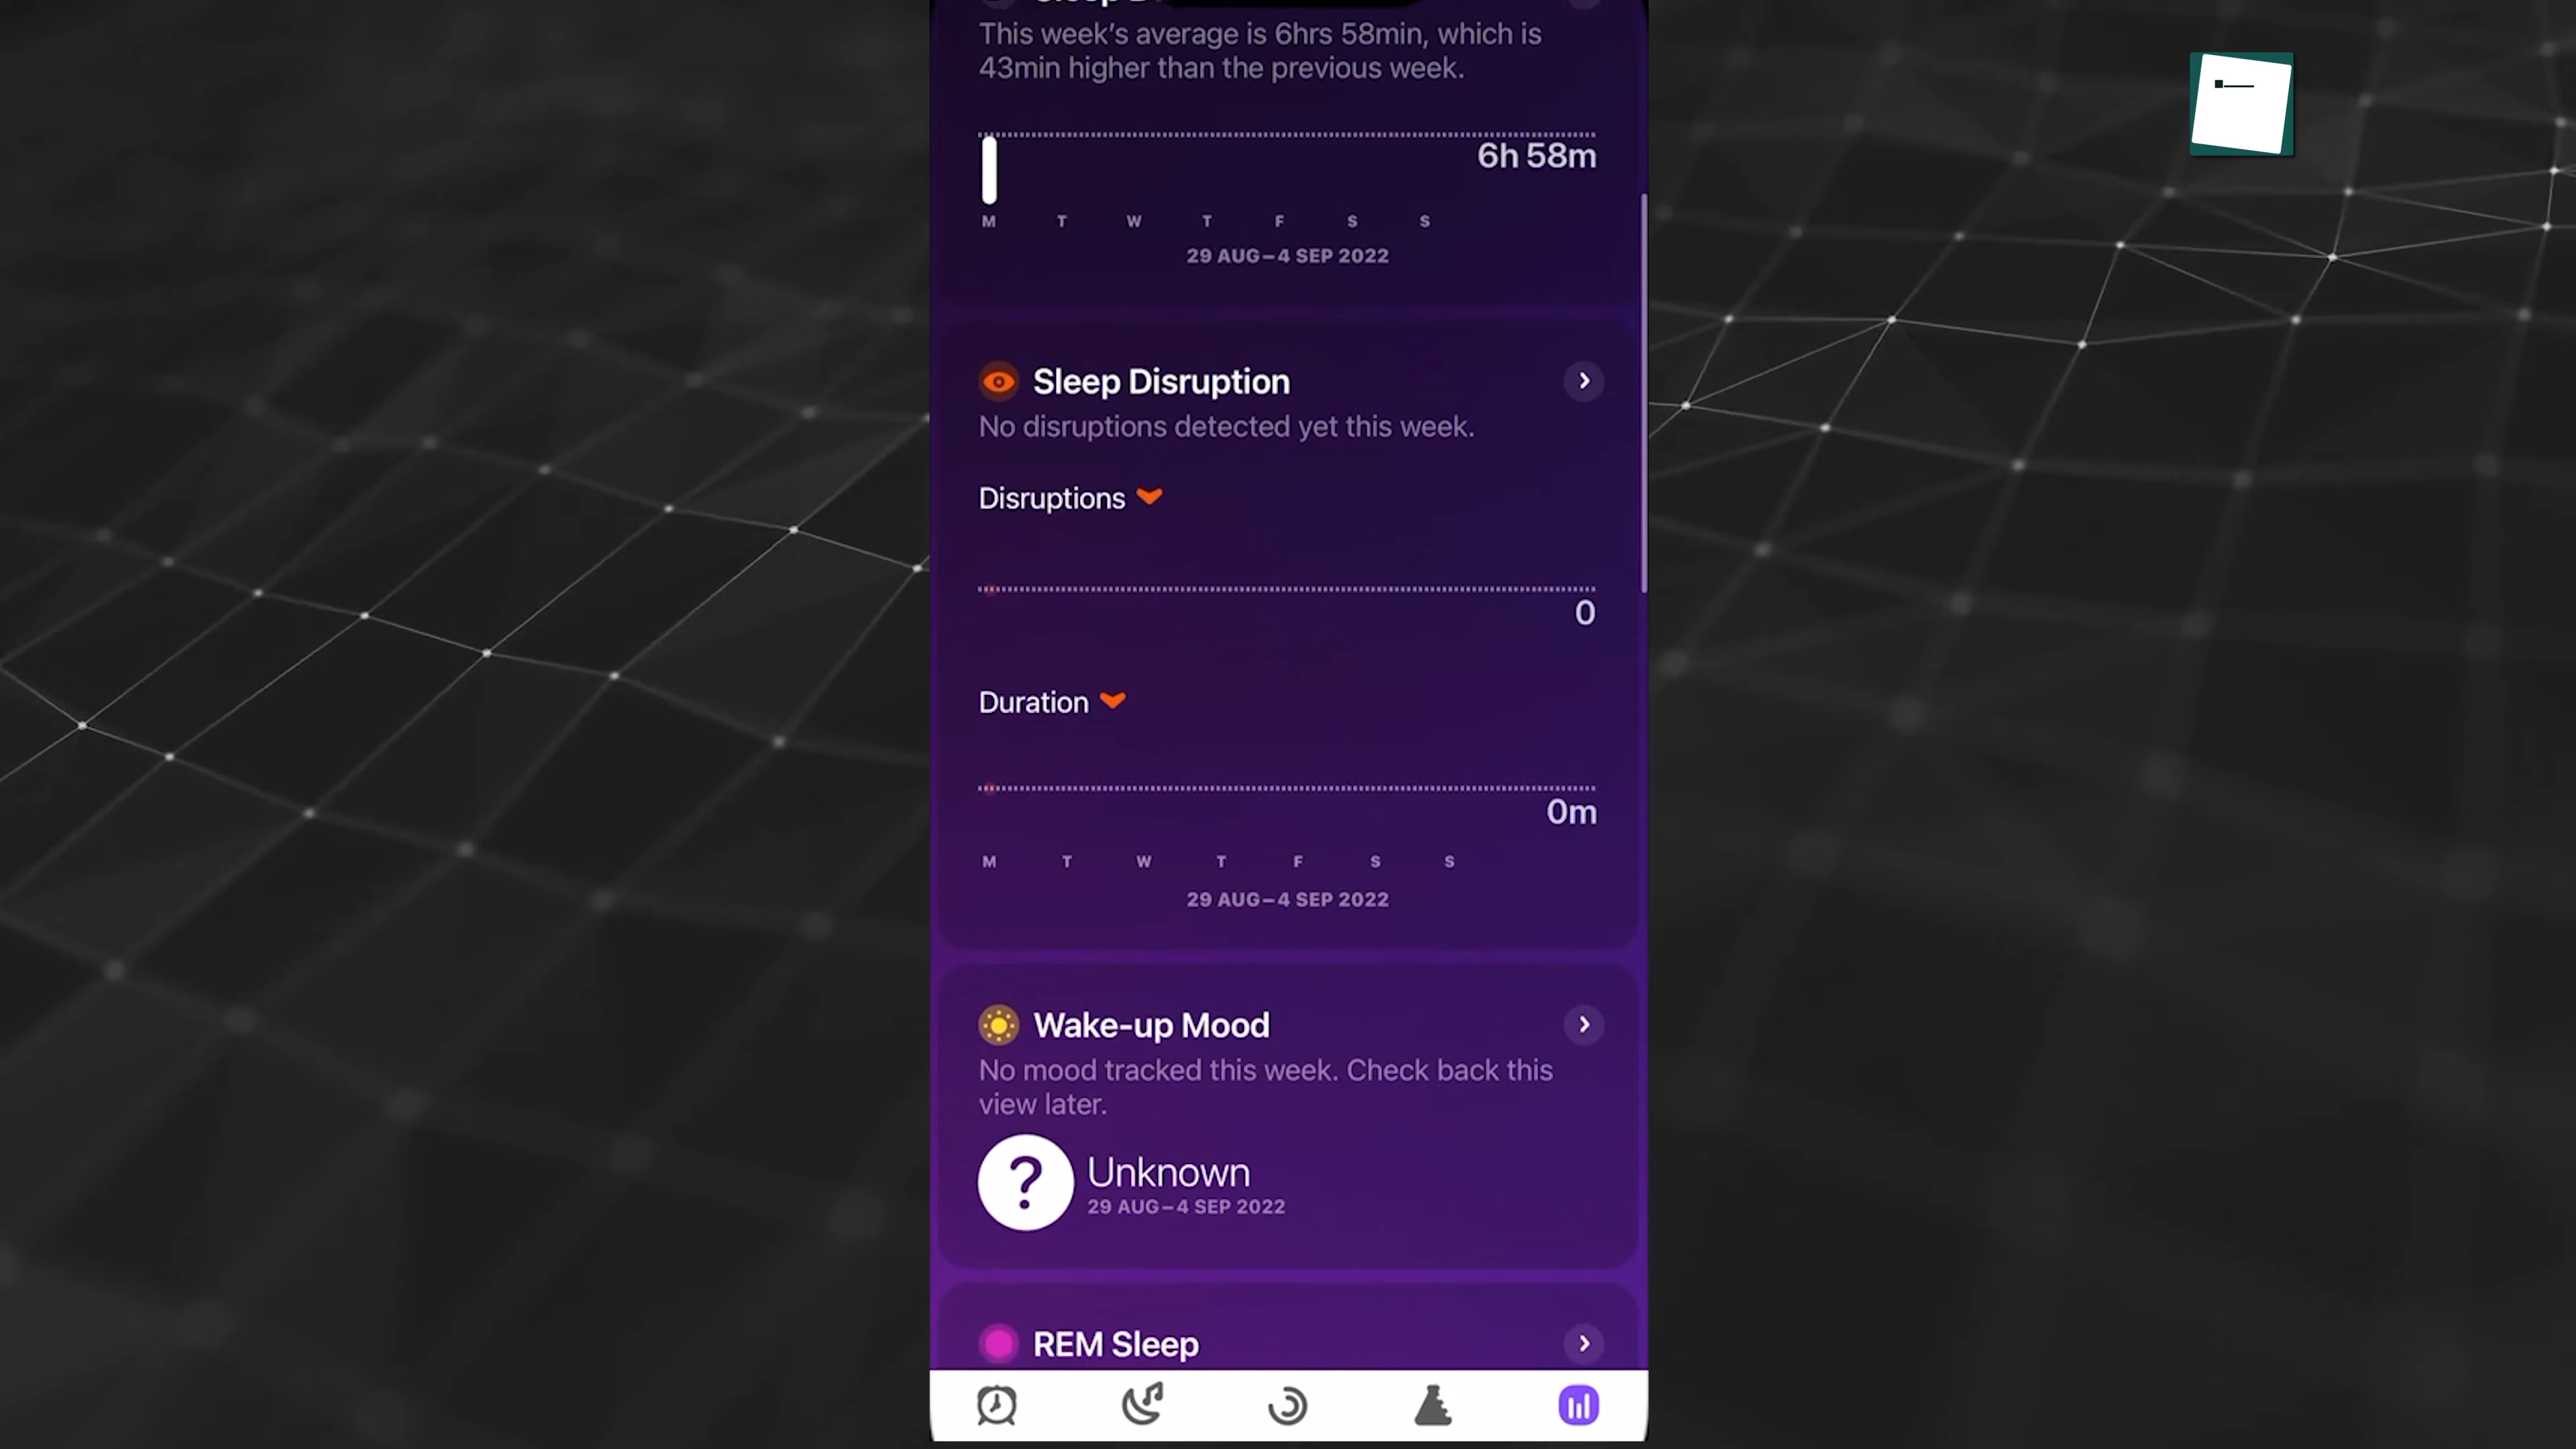 This week's average is 6hrs 58min, which is
43min higher than the previous week.
6h 58m
M T W T F S S
29 AUG–4 SEP 2022
Sleep Disruption
No disruptions detected yet this week.
Disruptions
0
Duration
0m
M T W T F S S
29 AUG–4 SEP 2022
Wake-up Mood
No mood tracked this week. Check back this
view later.
?
Unknown
29 AUG–4 SEP 2022
REM Sleep